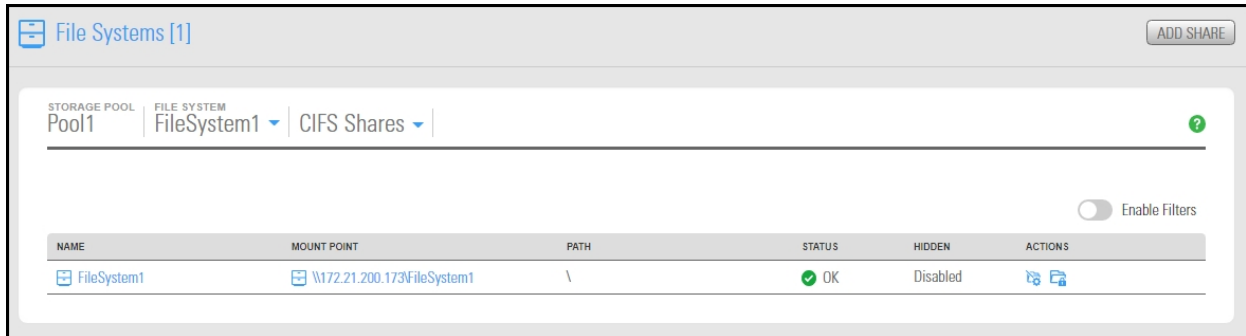 File Systems [1]
ADD SHARE
STORAGE POOL FILE SYSTEM
Pool1 FileSystem1 CIFS Shares
?
Enable Filters
NAME MOUNT POINT PATH STATUS HIDDEN ACTIONS
FileSystem1 \\172.21.200.173\FileSystem1 \ OK Disabled